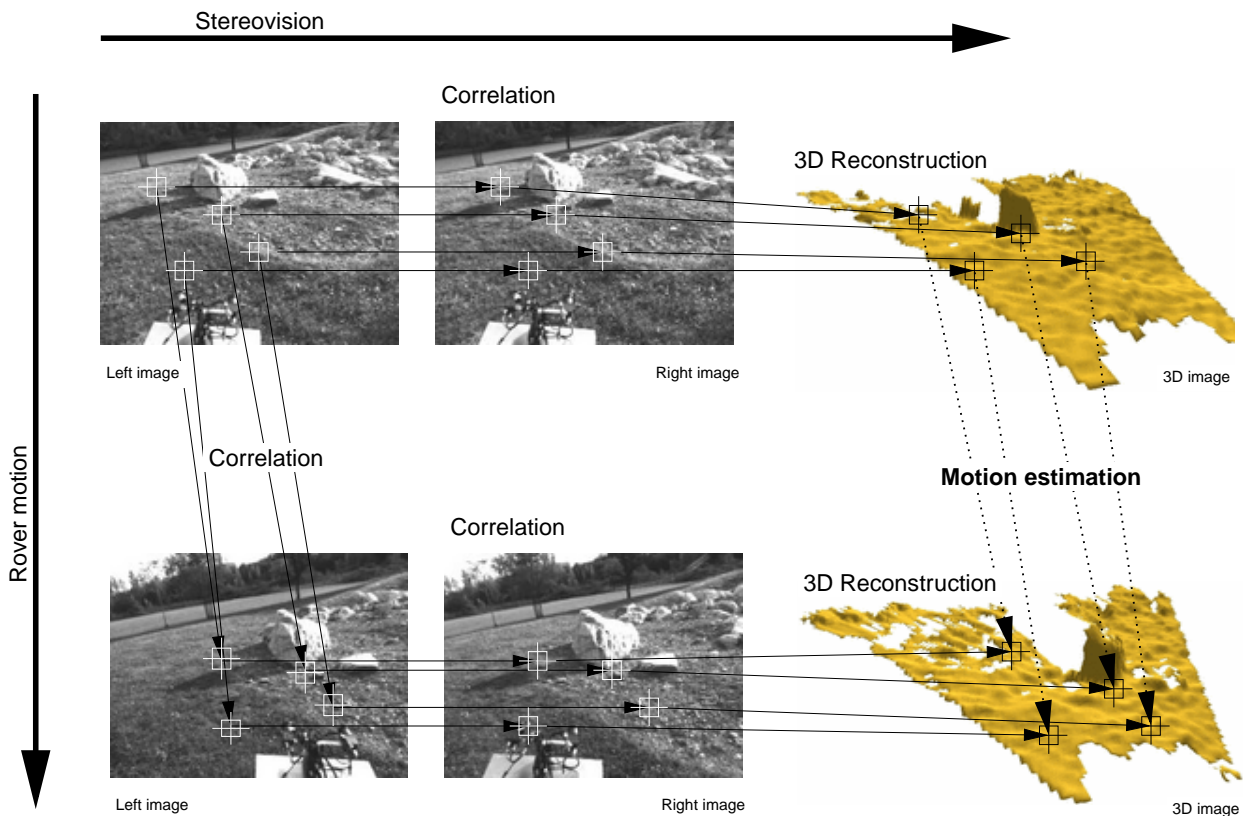 Stereovision
Correlation
3D Reconstruction
Left image
Right image
3D image
Rover motion
Correlation
Motion estimation
Correlation
3D Reconstruction
Left image
Right image
3D image